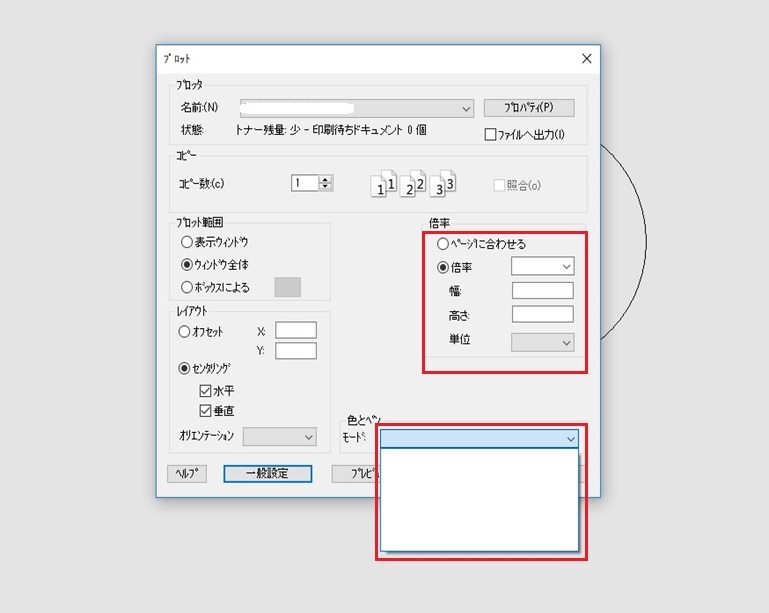 プロット
プロッタ
名前:(N)
プロパティ(P)
状態:
トナー残量: 少 - 印刷待ちドキュメント 0 個
ファイルへ出力(I)
コピー
コピー数:(c)
1
1 1 2 2 3 3
照合(o)
プロット範囲
表示ウィンドウ
ウィンドウ全体
ボックスによる
倍率
ページに合わせる
倍率
幅:
高さ:
単位
レイアウト
オフセット
X:
Y:
センタリング
水平
垂直
オリエンテーション
色とペン
モード:
ヘルプ
一般設定
プレビュ